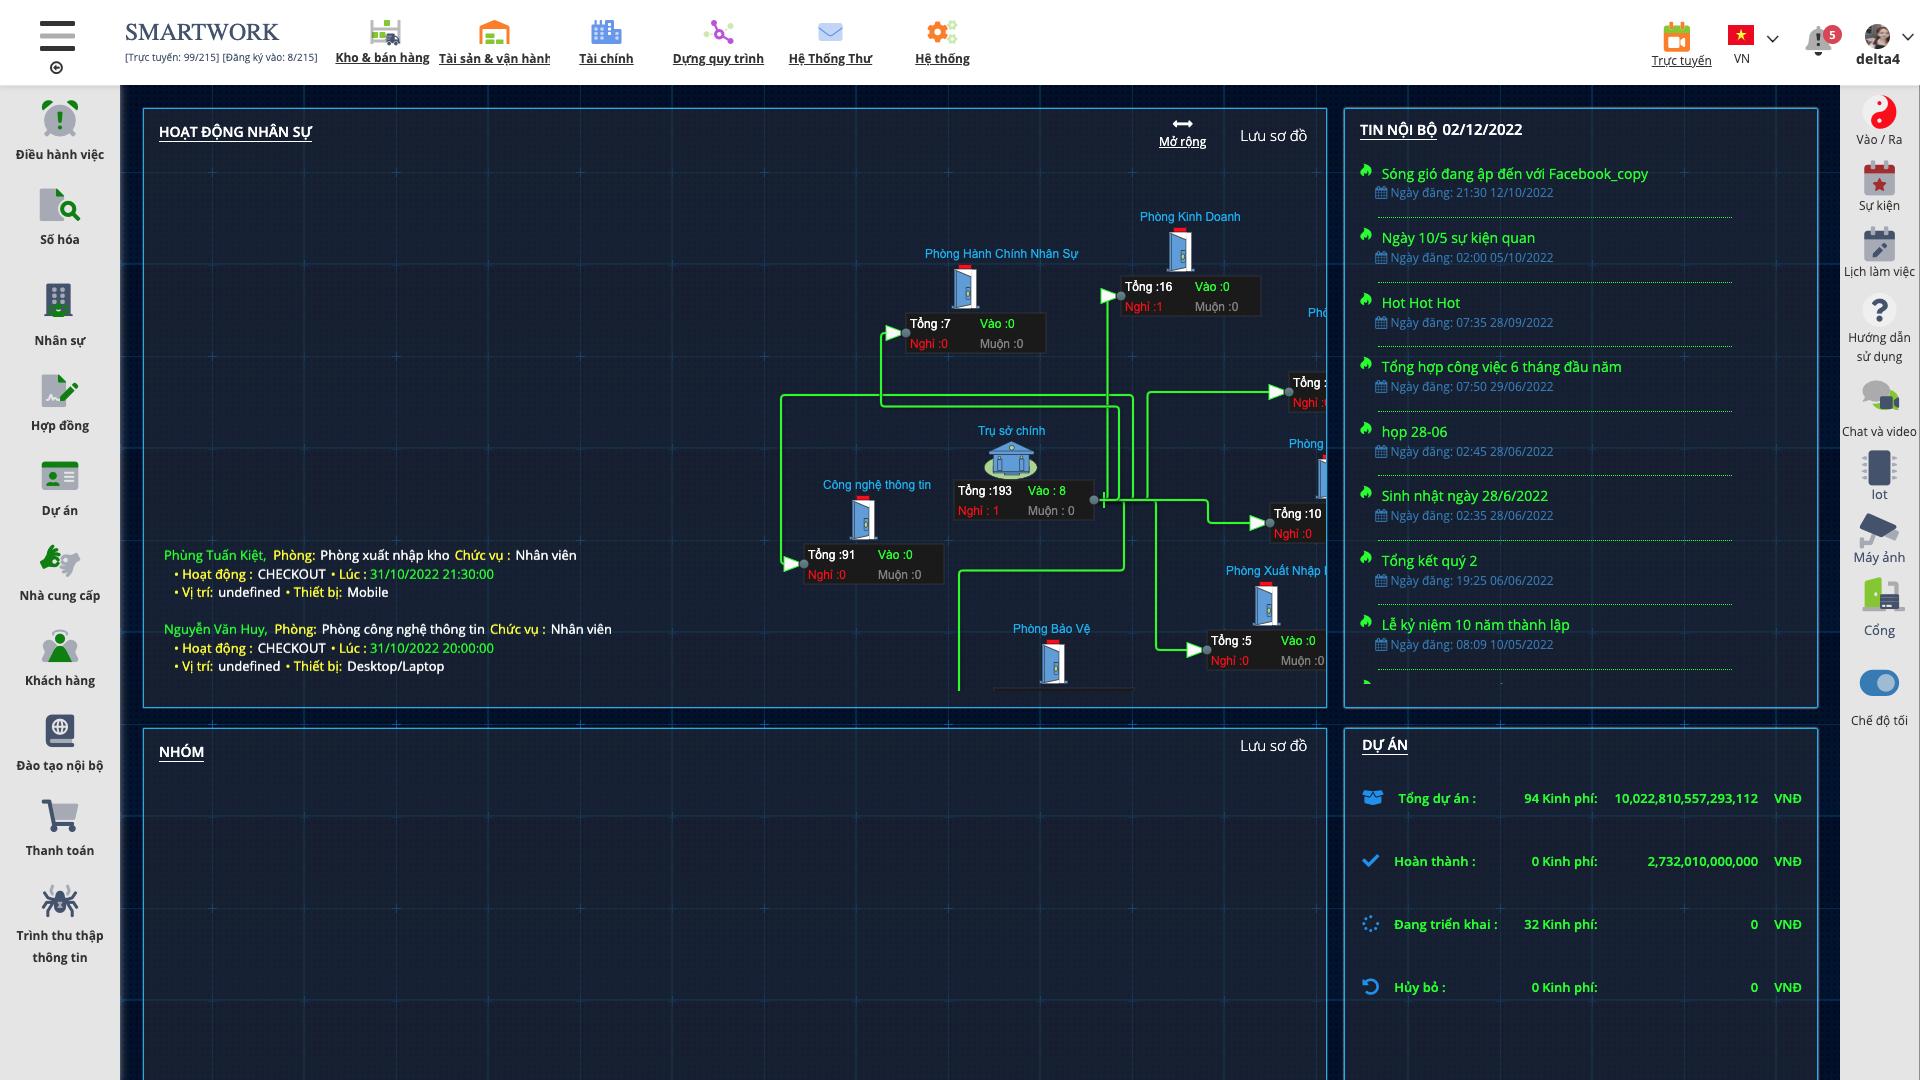 SMARTWORK
[Trực tuyến: 99/215] [Đăng ký vào: 8/215]
Kho & bán hàng
Tài sản & vận hành
Tài chính
Dựng quy trình
Hệ Thống Thư
Hệ thống
Trực tuyến
VN
5
delta4
Điều hành việc
Số hóa
Nhân sự
Hợp đồng
Dự án
Nhà cung cấp
Khách hàng
Đào tạo nội bộ
Thanh toán
Trình thu thập
thông tin
HOẠT ĐỘNG NHÂN SỰ
Mở rộng
Lưu sơ đồ
Phòng Kinh Doanh
Tổng :16 Vào :0
Nghỉ :1 Muộn :0
Phòng Hành Chính Nhân Sự
Tổng :7 Vào :0
Nghỉ :0 Muộn :0
Tổng :
Nghỉ :
Trụ sở chính
Tổng :193 Vào : 8
Nghỉ : 1 Muộn : 0
Phòng
Tổng :10
Nghỉ :0
Công nghệ thông tin
Tổng :91 Vào :0
Nghỉ :0 Muộn :0
Phòng Xuất Nhập
Tổng :5 Vào :0
Nghỉ :0 Muộn :0
Phòng Bảo Vệ
Phùng Tuấn Kiệt, Phòng: Phòng xuất nhập kho Chức vụ : Nhân viên
• Hoạt động : CHECKOUT • Lúc : 31/10/2022 21:30:00
• Vị trí: undefined • Thiết bị: Mobile
Nguyễn Văn Huy, Phòng: Phòng công nghệ thông tin Chức vụ : Nhân viên
• Hoạt động : CHECKOUT • Lúc : 31/10/2022 20:00:00
• Vị trí: undefined • Thiết bị: Desktop/Laptop
TIN NỘI BỘ 02/12/2022
Sóng gió đang ập đến với Facebook_copy
Ngày đăng: 21:30 12/10/2022
Ngày 10/5 sự kiện quan
Ngày đăng: 02:00 05/10/2022
Hot Hot Hot
Ngày đăng: 07:35 28/09/2022
Tổng hợp công việc 6 tháng đầu năm
Ngày đăng: 07:50 29/06/2022
họp 28-06
Ngày đăng: 02:45 28/06/2022
Sinh nhật ngày 28/6/2022
Ngày đăng: 02:35 28/06/2022
Tổng kết quý 2
Ngày đăng: 19:25 06/06/2022
Lễ kỷ niệm 10 năm thành lập
Ngày đăng: 08:09 10/05/2022
NHÓM
Lưu sơ đồ
DỰ ÁN
Tổng dự án : 94 Kinh phí: 10,022,810,557,293,112 VNĐ
Hoàn thành : 0 Kinh phí: 2,732,010,000,000 VNĐ
Đang triển khai : 32 Kinh phí: 0 VNĐ
Hủy bỏ : 0 Kinh phí: 0 VNĐ
Vào / Ra
Sự kiện
Lịch làm việc
Hướng dẫn
sử dụng
Chat và video
Iot
Máy ảnh
Cổng
Chế độ tối